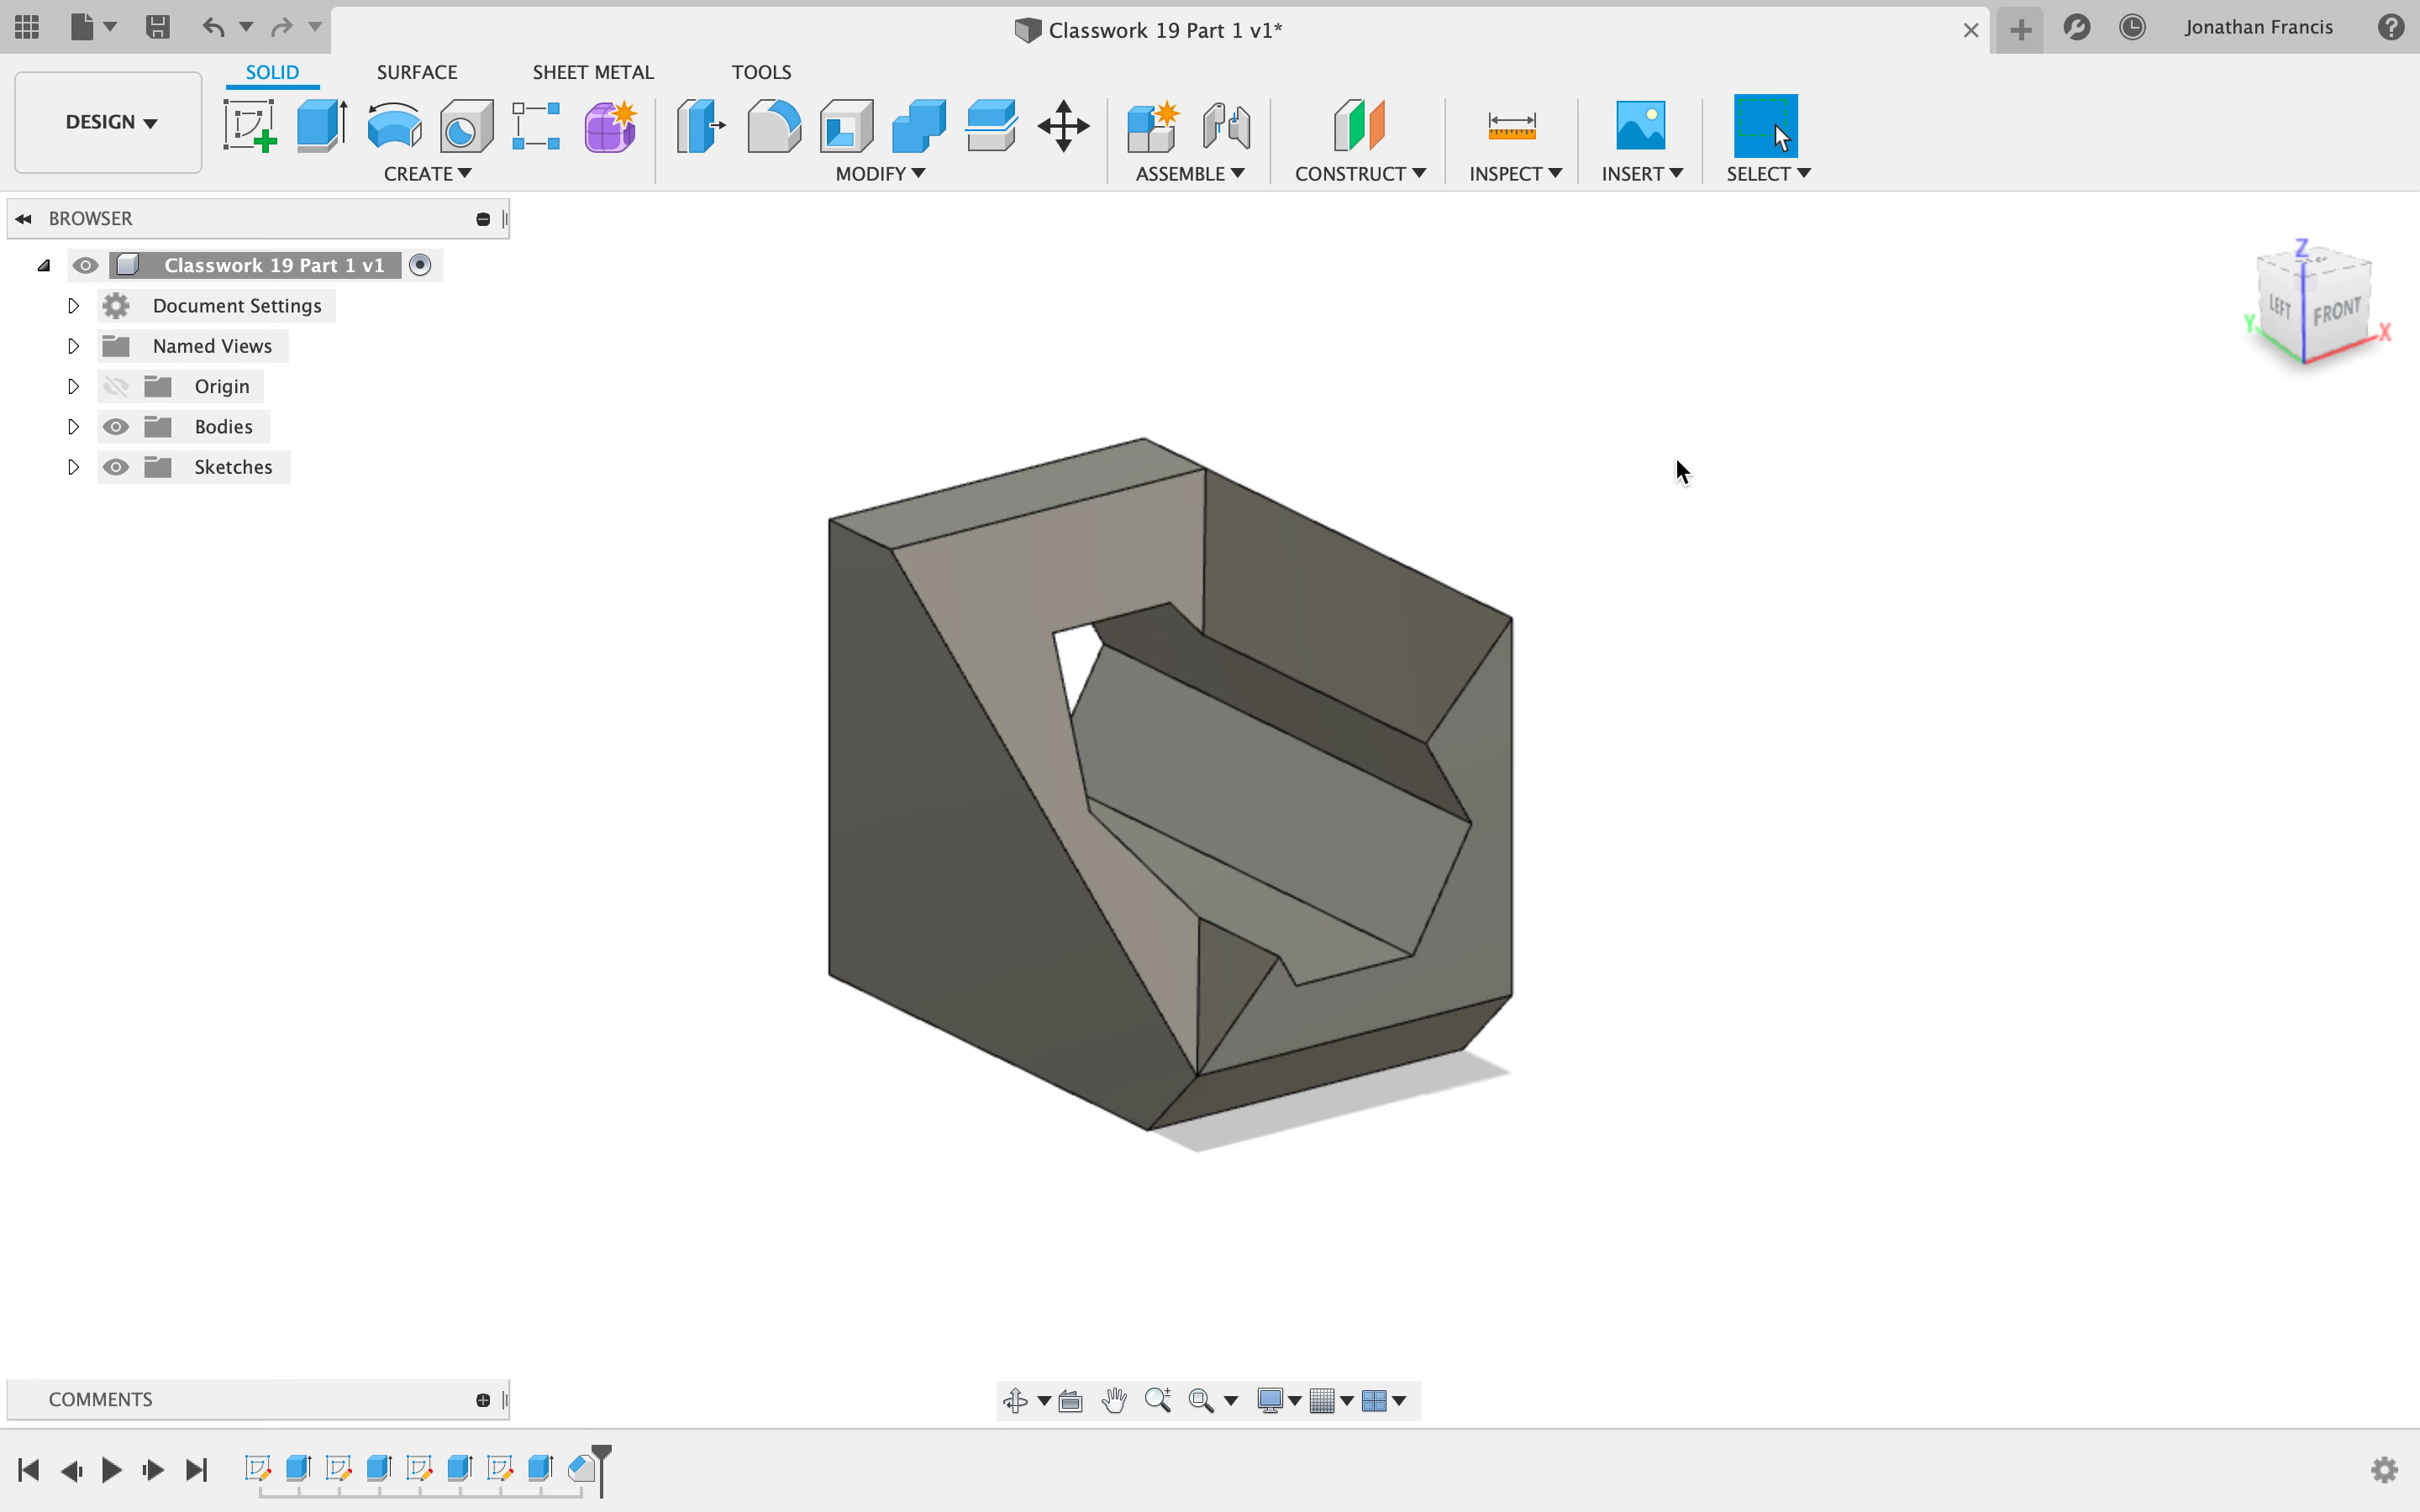 Classwork 19 Part 1 v1*
Jonathan Francis
SOLID SURFACE SHEET METAL TOOLS
DESIGN
CREATE MODIFY ASSEMBLE CONSTRUCT INSPECT INSERT SELECT
BROWSER
Classwork 19 Part 1 v1
Document Settings
Named Views
Origin
Bodies
Sketches
Z
LEFT FRONT
Y X
COMMENTS